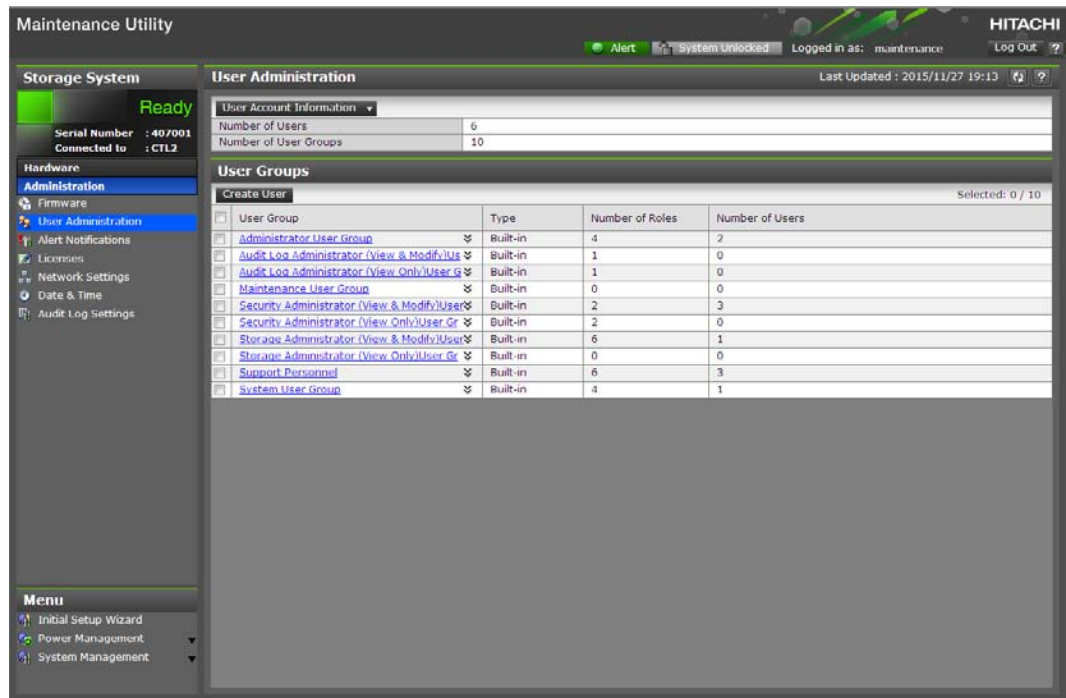 Maintenance Utility
HITACHI
Alert System Unlocked Logged in as: maintenance Log Out ?
Storage System
Ready
Serial Number : 407001
Connected to : CTL2
Hardware
Administration
Firmware
User Administration
Alert Notifications
Licenses
Network Settings
Date & Time
Audit Log Settings
Menu
Initial Setup Wizard
Power Management
System Management
User Administration Last Updated : 2015/11/27 19:13 ?
User Account Information
Number of Users 6
Number of User Groups 10
User Groups
Create User Selected: 0 / 10
User Group Type Number of Roles Number of Users
Administrator User Group Built-in 4 2
Audit Log Administrator (View & Modify)Us Built-in 1 0
Audit Log Administrator (View Only)User G Built-in 1 0
Maintenance User Group Built-in 0 0
Security Administrator (View & Modify)User Built-in 2 3
Security Administrator (View Only)User Gr Built-in 2 0
Storage Administrator (View & Modify)User Built-in 6 1
Storage Administrator (View Only)User Gr Built-in 0 0
Support Personnel Built-in 6 3
System User Group Built-in 4 1